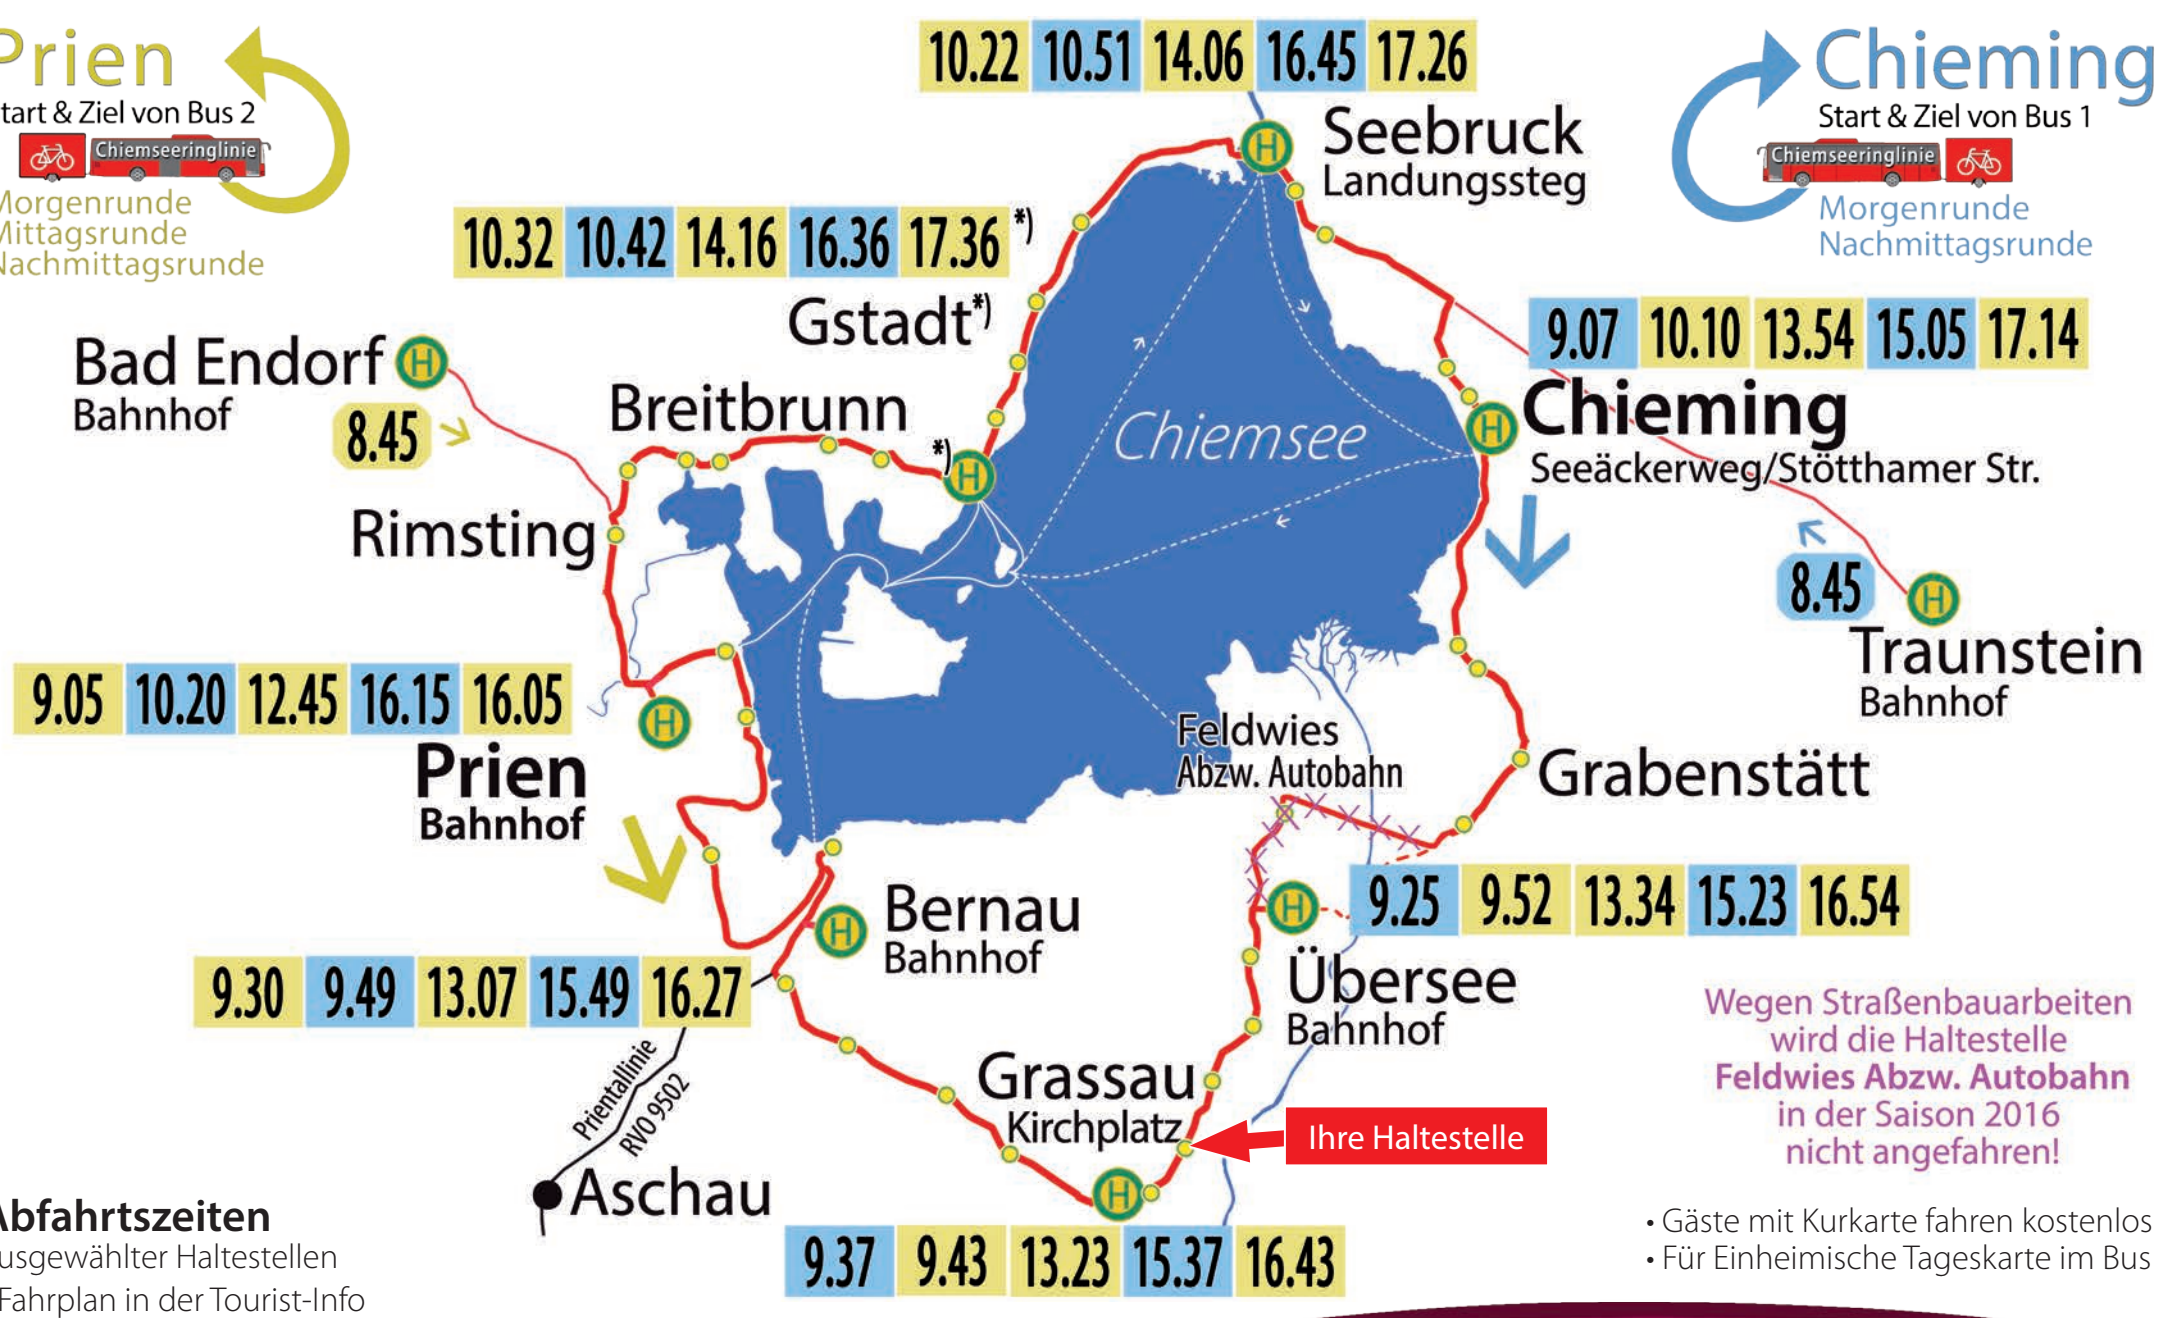 Prien
tart & Ziel von Bus 2
Chiemseeringlinie
Morgenrunde
Mittagsrunde
Nachmittagsrunde
10.22 10.51 14.06 16.45 17.26
Seebruck
Landungssteg
Chieming
Start & Ziel von Bus 1
Chiemseeringlinie
Morgenrunde
Nachmittagsrunde
10.32 10.42 14.16 16.36 17.36 *)
Gstadt*)
9.07 10.10 13.54 15.05 17.14
Chieming
Seeäckerweg/Stötthamer Str.
Bad Endorf H
Bahnhof
8.45
Breitbrunn
*) H
H
H
Chiemsee
Rimsting
8.45
H
Traunstein
Bahnhof
9.05 10.20 12.45 16.15 16.05
H
Prien
Bahnhof
Feldwies
Abzw. Autobahn
Grabenstätt
H
Bernau
Bahnhof
H
9.25 9.52 13.34 15.23 16.54
Übersee
Bahnhof
9.30 9.49 13.07 15.49 16.27
Prientallinie
RVO 9502
Aschau
Grassau
Kirchplatz
Ihre Haltestelle
H
9.37 9.43 13.23 15.37 16.43
Wegen Straßenbauarbeiten
wird die Haltestelle
Feldwies Abzw. Autobahn
in der Saison 2016
nicht angefahren!
Abfahrtszeiten
usgewählter Haltestellen
Fahrplan in der Tourist-Info
• Gäste mit Kurkarte fahren kostenlos
• Für Einheimische Tageskarte im Bus